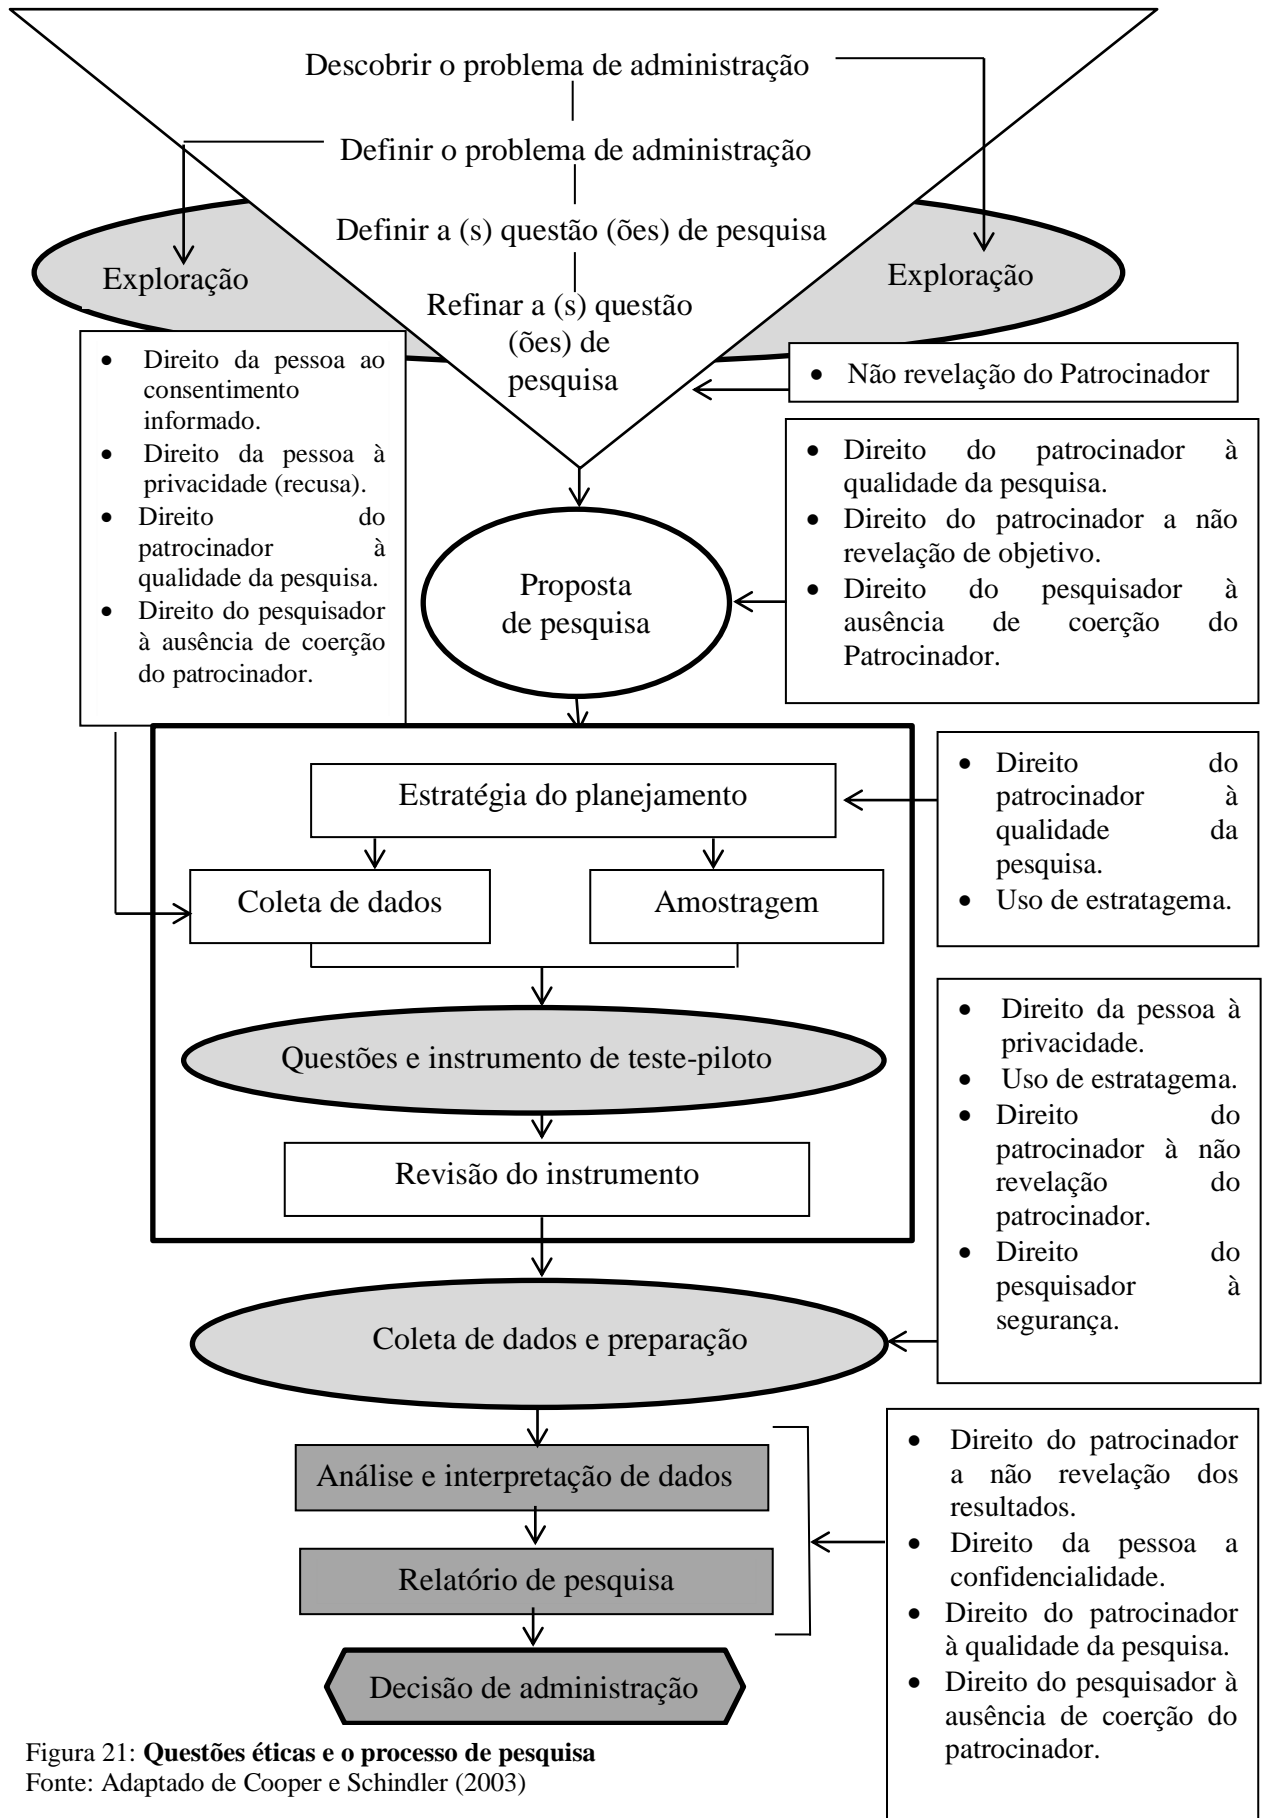 Descobrir o problema de administração
Definir o problema de administração
Definir a (s) questão (ões) de pesquisa
Exploração
Exploração
Refinar a (s) questão
(ões) de
pesquisa
• Direito da pessoa ao
consentimento
informado.
• Direito da pessoa à
privacidade (recusa).
• Direito do
patrocinador à
qualidade da pesquisa.
• Direito do pesquisador
à ausência de coerção
do patrocinador.
• Não revelação do Patrocinador
• Direito do patrocinador à
qualidade da pesquisa.
• Direito do patrocinador a não
revelação de objetivo.
• Direito do pesquisador à
ausência de coerção do
Patrocinador.
Proposta
de pesquisa
Estratégia do planejamento
• Direito do
patrocinador à
qualidade da
pesquisa.
• Uso de estratagema.
Coleta de dados
Amostragem
Questões e instrumento de teste-piloto
Revisão do instrumento
• Direito da pessoa à
privacidade.
• Uso de estratagema.
• Direito do
patrocinador à não
revelação do
patrocinador.
• Direito do
pesquisador à
segurança.
Coleta de dados e preparação
Análise e interpretação de dados
Relatório de pesquisa
Decisão de administração
• Direito do patrocinador
a não revelação dos
resultados.
• Direito da pessoa a
confidencialidade.
• Direito do patrocinador
à qualidade da pesquisa.
• Direito do pesquisador à
ausência de coerção do
patrocinador.
Figura 21: Questões éticas e o processo de pesquisa
Fonte: Adaptado de Cooper e Schindler (2003)